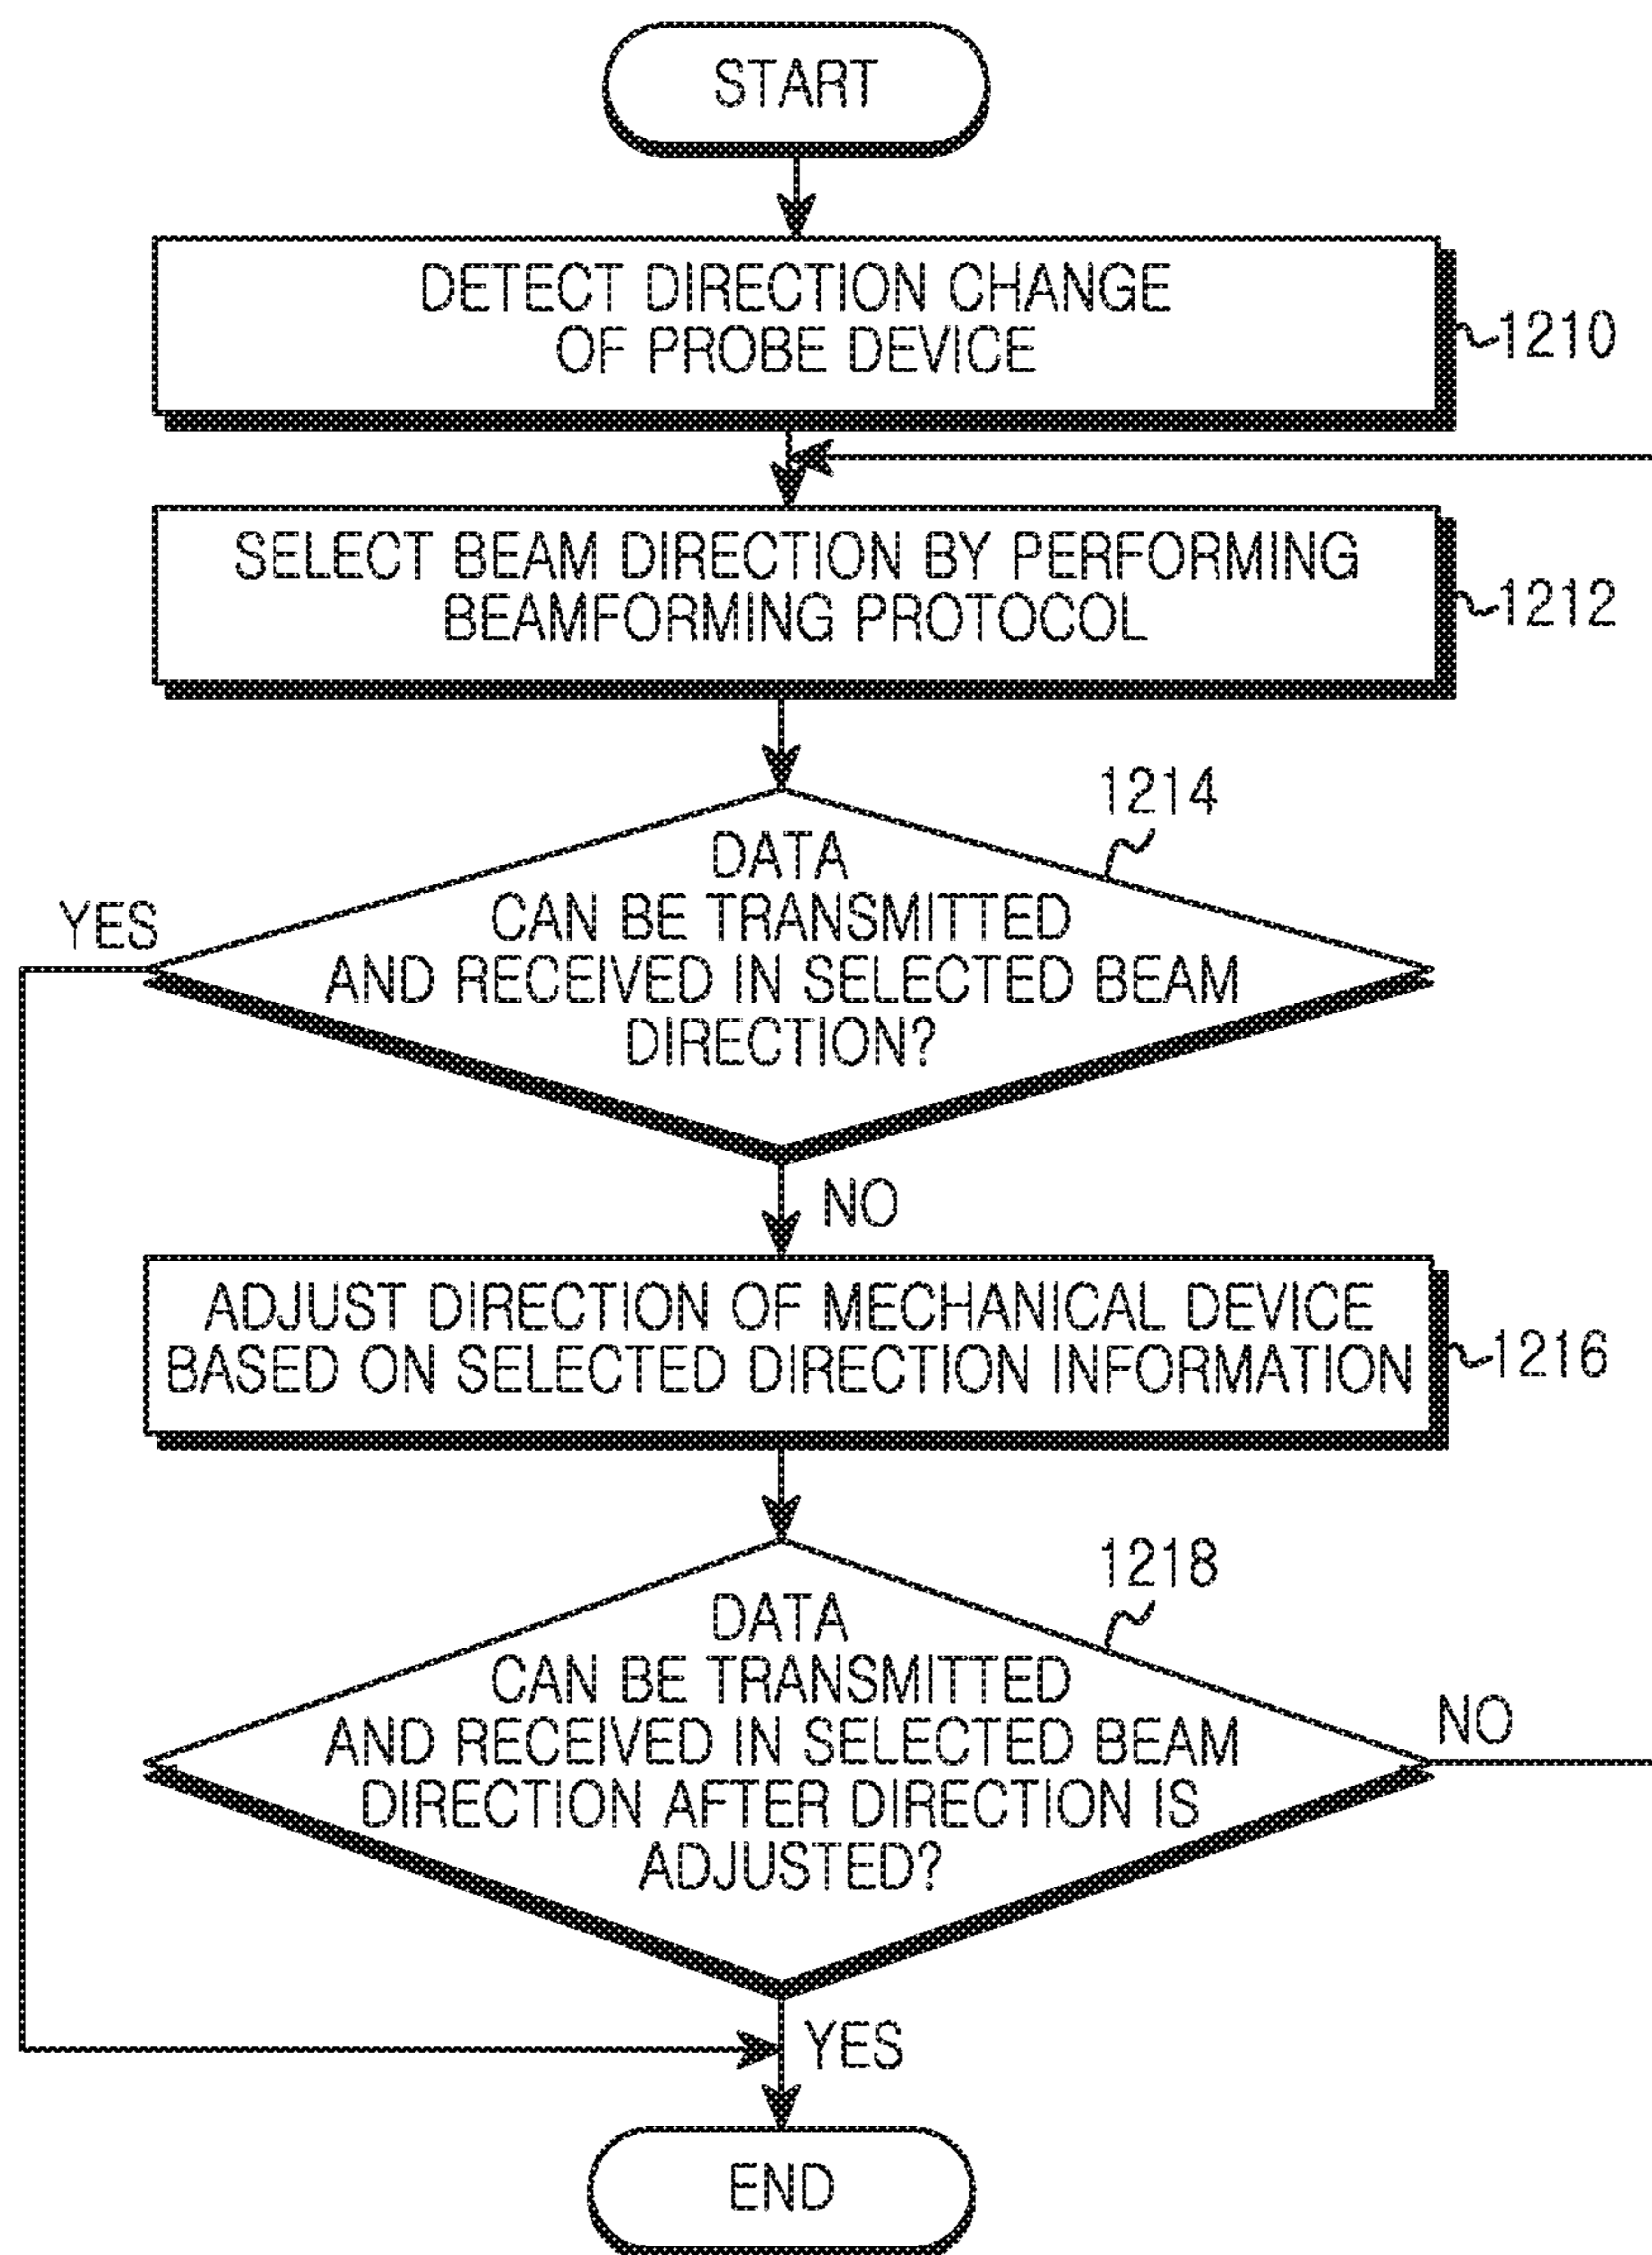 START
DETECT DIRECTION CHANGE
OF PROBE DEVICE
1210
SELECT BEAM DIRECTION BY PERFORMING
BEAMFORMING PROTOCOL
1212
1214
DATA
CAN BE TRANSMITTED
AND RECEIVED IN SELECTED BEAM
DIRECTION?
YES
NO
ADJUST DIRECTION OF MECHANICAL DEVICE
BASED ON SELECTED DIRECTION INFORMATION
1216
1218
DATA
CAN BE TRANSMITTED
AND RECEIVED IN SELECTED BEAM
DIRECTION AFTER DIRECTION IS
ADJUSTED?
NO
YES
END